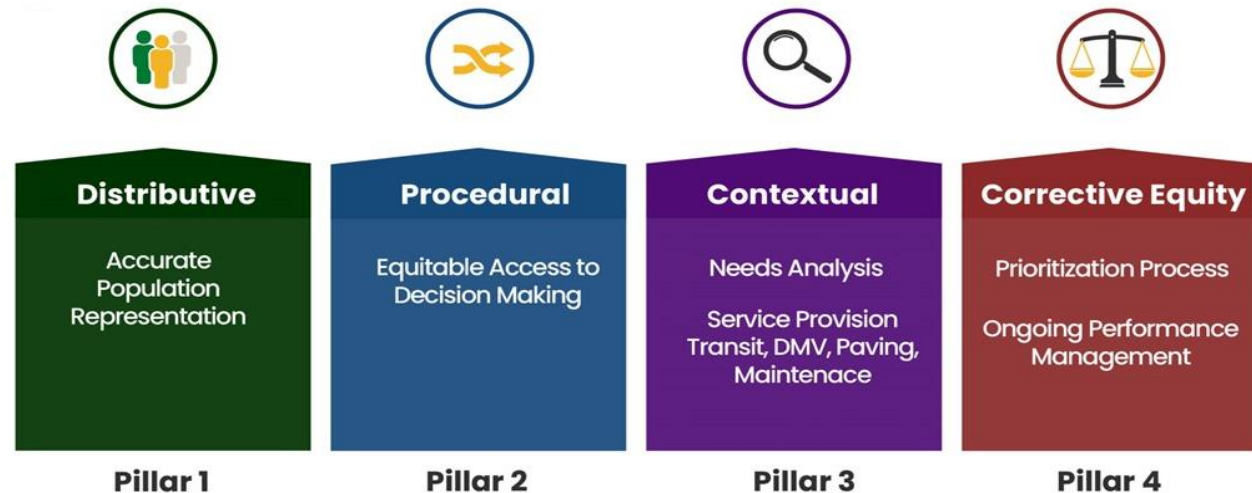 Distributive
Accurate
Population
Representation
Pillar 1
Procedural
Equitable Access to
Decision Making
Pillar 2
Contextual
Needs Analysis
Service Provision
Transit, DMV, Paving,
Maintenace
Pillar 3
Corrective Equity
Prioritization Process
Ongoing Performance
Management
Pillar 4